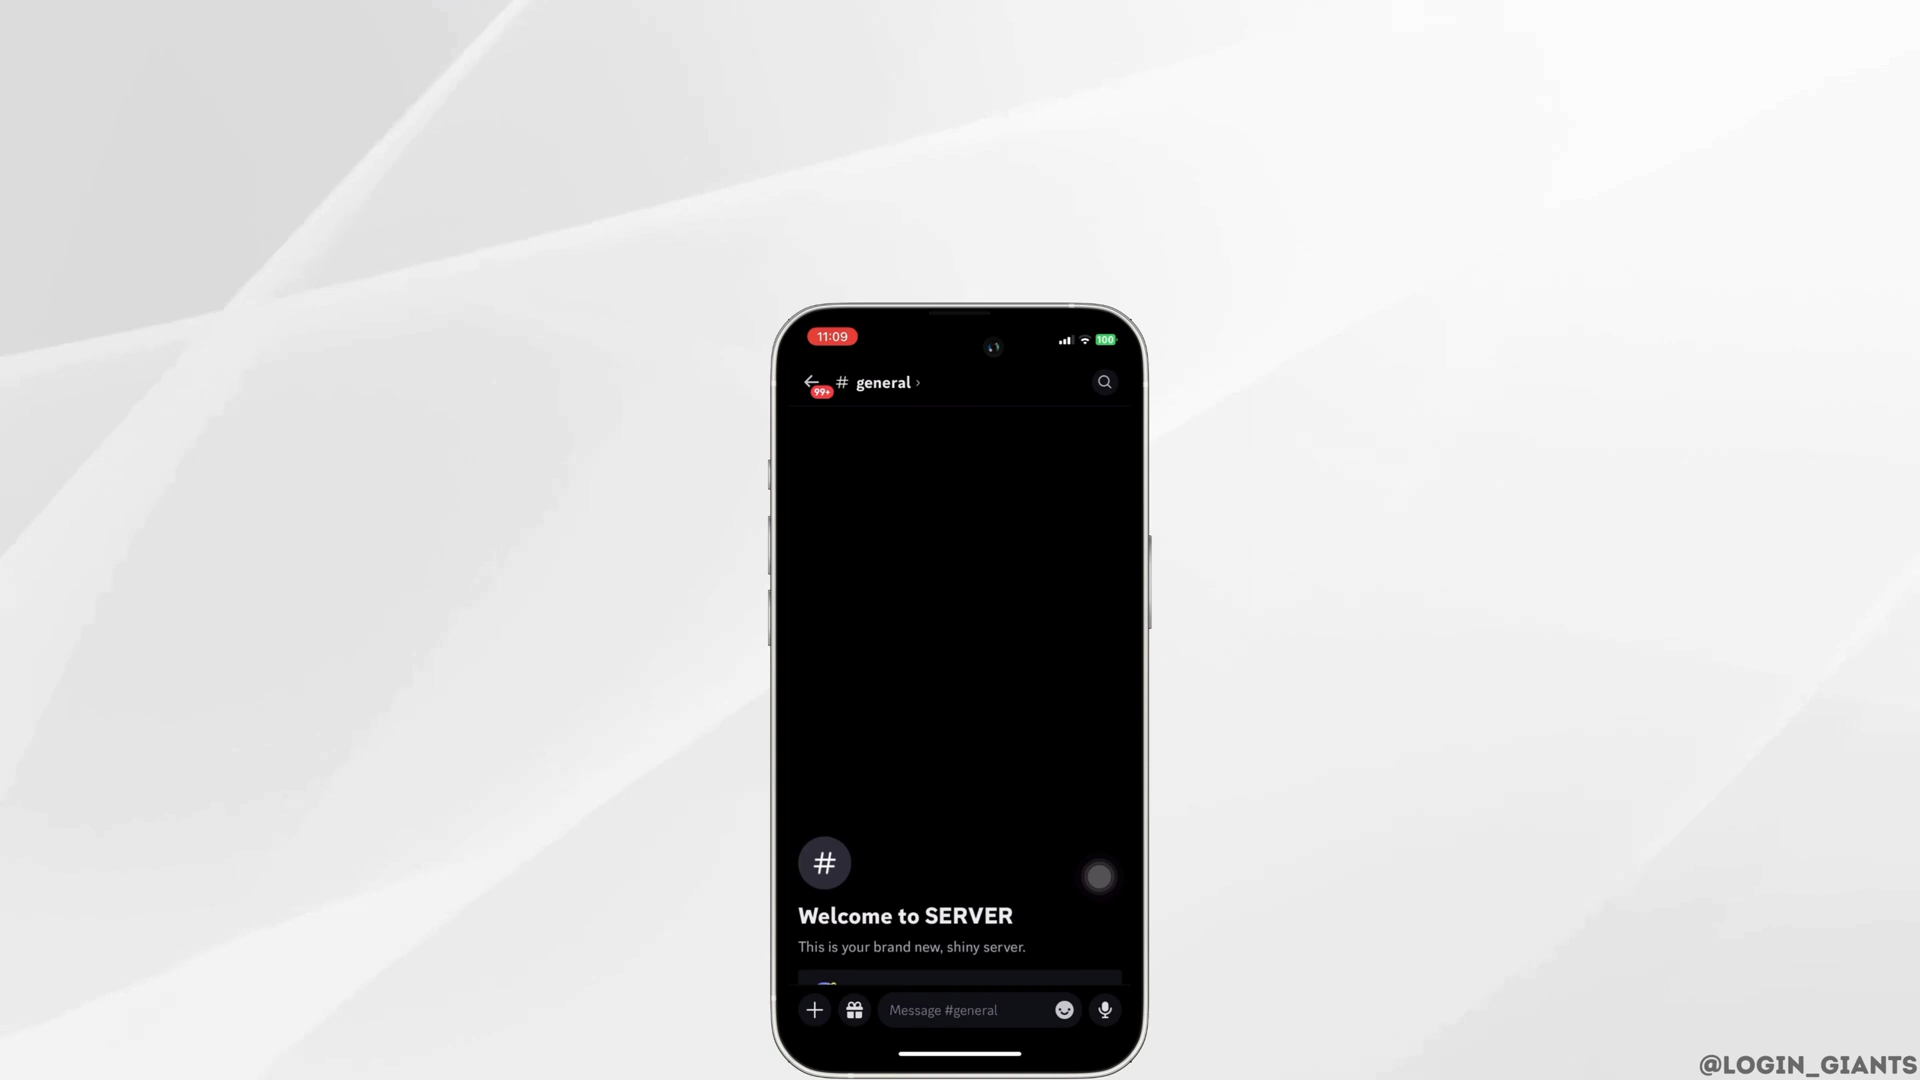 11:09
100
99+
# general ›
#
Welcome to SERVER
This is your brand new, shiny server.
Message #general
@LOGIN_GIANTS